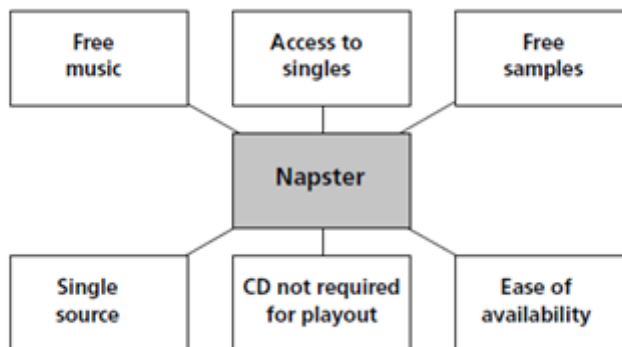 Free
music
Access to
singles
Free
samples
Napster
Single
source
CD not required
for playout
Ease of
availability